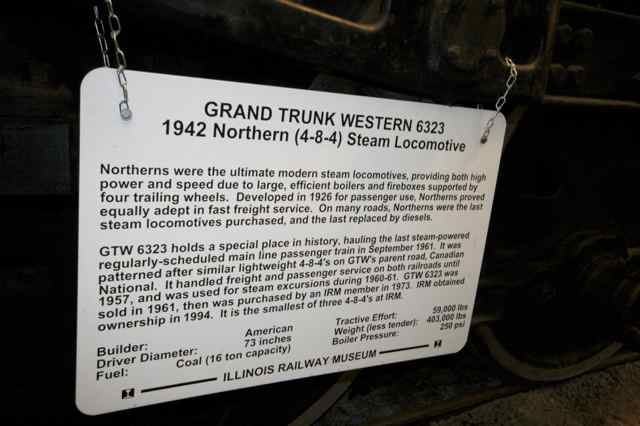 GRAND TRUNK WESTERN 6323
1942 Northern (4-8-4) Steam Locomotive
Northerns were the ultimate modern steam locomotives, providing both high
power and speed due to large, efficient boilers and fireboxes supported by
four trailing wheels. Developed in 1926 for passenger use, Northerns proved
equally adept in fast freight service. On many roads, Northerns were the last
steam locomotives purchased, and the last replaced by diesels.
GTW 6323 holds a special place in history, hauling the last steam-powered
regularly-scheduled main line passenger train in September 1961. It was
patterned after similar lightweight 4-8-4's on GTW's parent road, Canadian
National. It handled freight and passenger service on both railroads until
1957, and was used for steam excursions during 1960-61. GTW 6323 was
sold in 1961, then was purchased by an IRM member in 1973. IRM obtained
ownership in 1994. It is the smallest of three 4-8-4's at IRM.
Builder: American
Driver Diameter: 73 inches
Fuel: Coal (16 ton capacity)
Tractive Effort: 59,000 lbs
Weight (less tender): 403,000 lbs
Boiler Pressure: 250 psi
ILLINOIS RAILWAY MUSEUM